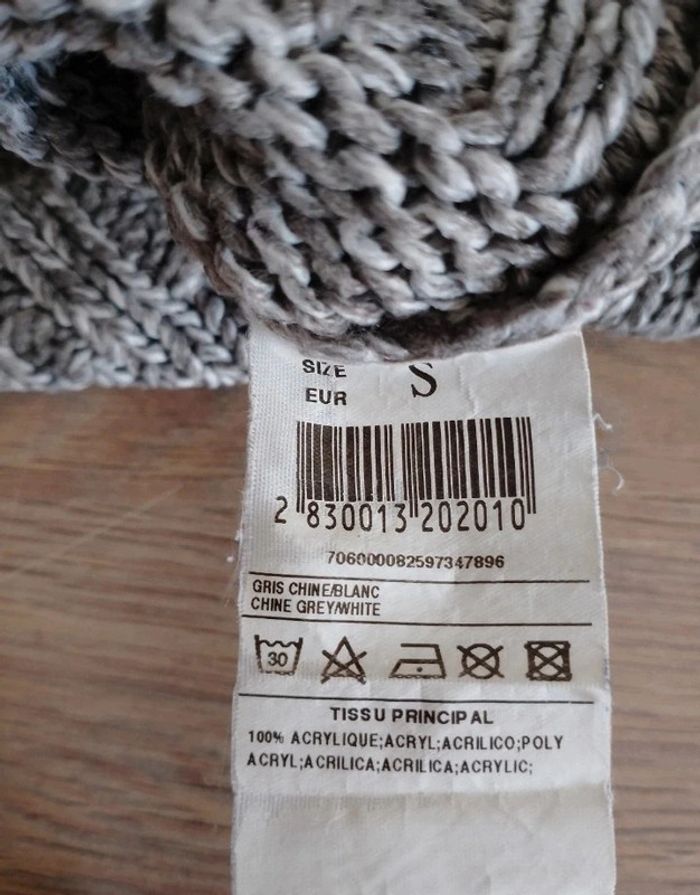 SIZE S
EUR
2 830013 202010
706000082597347896
GRIS CHINE/BLANC
CHINE GREY/WHITE
30
TISSU PRINCIPAL
100% ACRYLIQUE;ACRYL;ACRILICO;POLY
ACRYL;ACRILICA;ACRILICA;ACRYLIC;